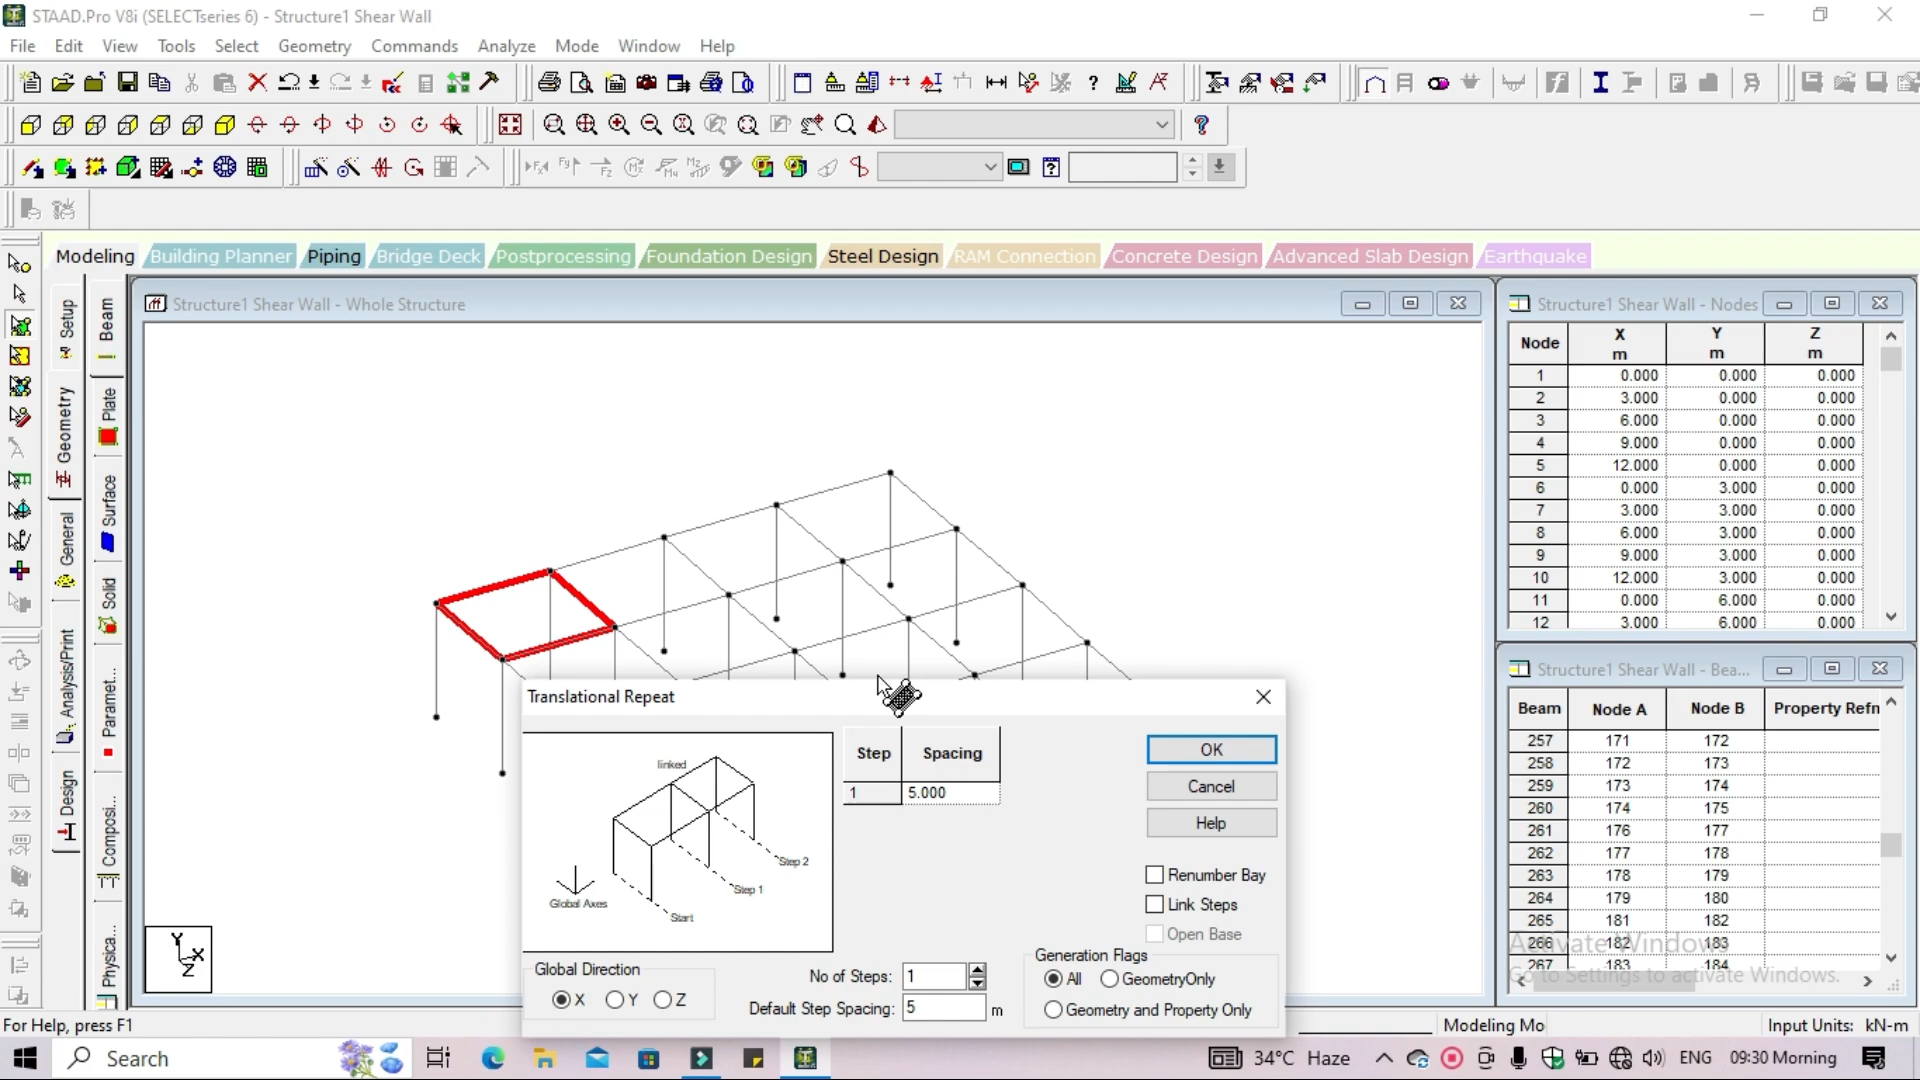 STAAD.Pro V8i (SELECTseries 6) - Structure1 Shear Wall
File Edit View Tools Select Geometry Commands Analyze Mode Window Help
Modeling Building Planner Piping Bridge Deck Postprocessing Foundation Design Steel Design RAM Connection Concrete Design Advanced Slab Design Earthquake
Setup
Geometry
General
Analysis/Print
Design
Beam
Plate
Surface
Solid
Paramet...
Composi...
Physica...
Structure1 Shear Wall - Whole Structure
Y X Z
Structure1 Shear Wall - Nodes
Node X m Y m Z m
1 0.000 0.000 0.000
2 3.000 0.000 0.000
3 6.000 0.000 0.000
4 9.000 0.000 0.000
5 12.000 0.000 0.000
6 0.000 3.000 0.000
7 3.000 3.000 0.000
8 6.000 3.000 0.000
9 9.000 3.000 0.000
10 12.000 3.000 0.000
11 0.000 6.000 0.000
12 3.000 6.000 0.000
Structure1 Shear Wall - Bea...
Beam Node A Node B Property Refn
257 171 172
258 172 173
259 173 174
260 174 175
261 176 177
262 177 178
263 178 179
264 179 180
265 181 182
266 182 183
267 183 184
Activate Windows
Go to Settings to activate Windows.
Translational Repeat
linked
Step 2
Step 1
Start
Global Axes
Step Spacing
1 5.000
OK
Cancel
Help
Renumber Bay
Link Steps
Open Base
Global Direction
X Y Z
No of Steps: 1
Default Step Spacing: 5 m
Generation Flags
All GeometryOnly
Geometry and Property Only
For Help, press F1
Modeling Mo
Input Units: kN-m
Search
34°C Haze
ENG
09:30 Morning